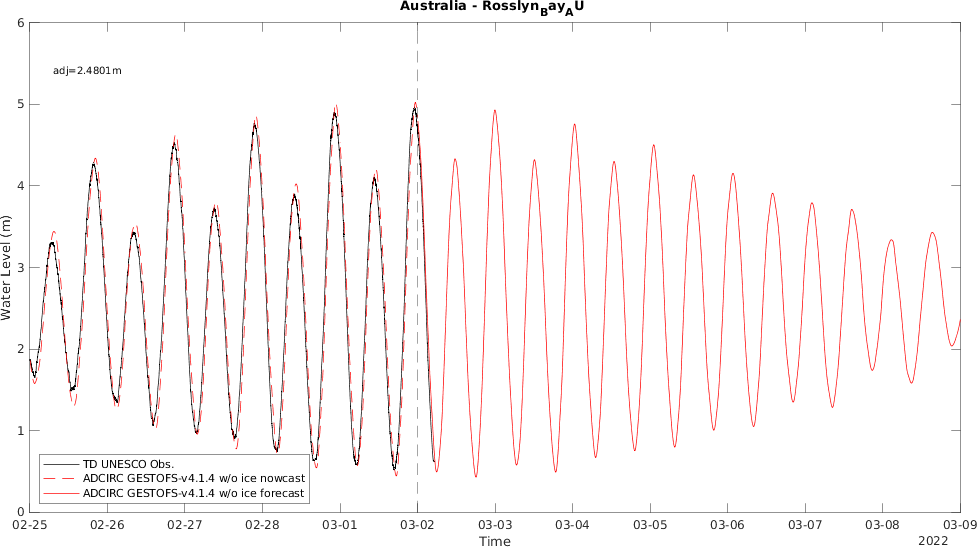 Australia - Rosslyn_Bay_AU
adj=2.4801m
Water Level (m)
6
5
4
3
2
1
0
TD UNESCO Obs.
ADCIRC GESTOFS-v4.1.4 w/o ice nowcast
ADCIRC GESTOFS-v4.1.4 w/o ice forecast
02-25 02-26 02-27 02-28 03-01 03-02 03-03 03-04 03-05 03-06 03-07 03-08 03-09
Time
2022